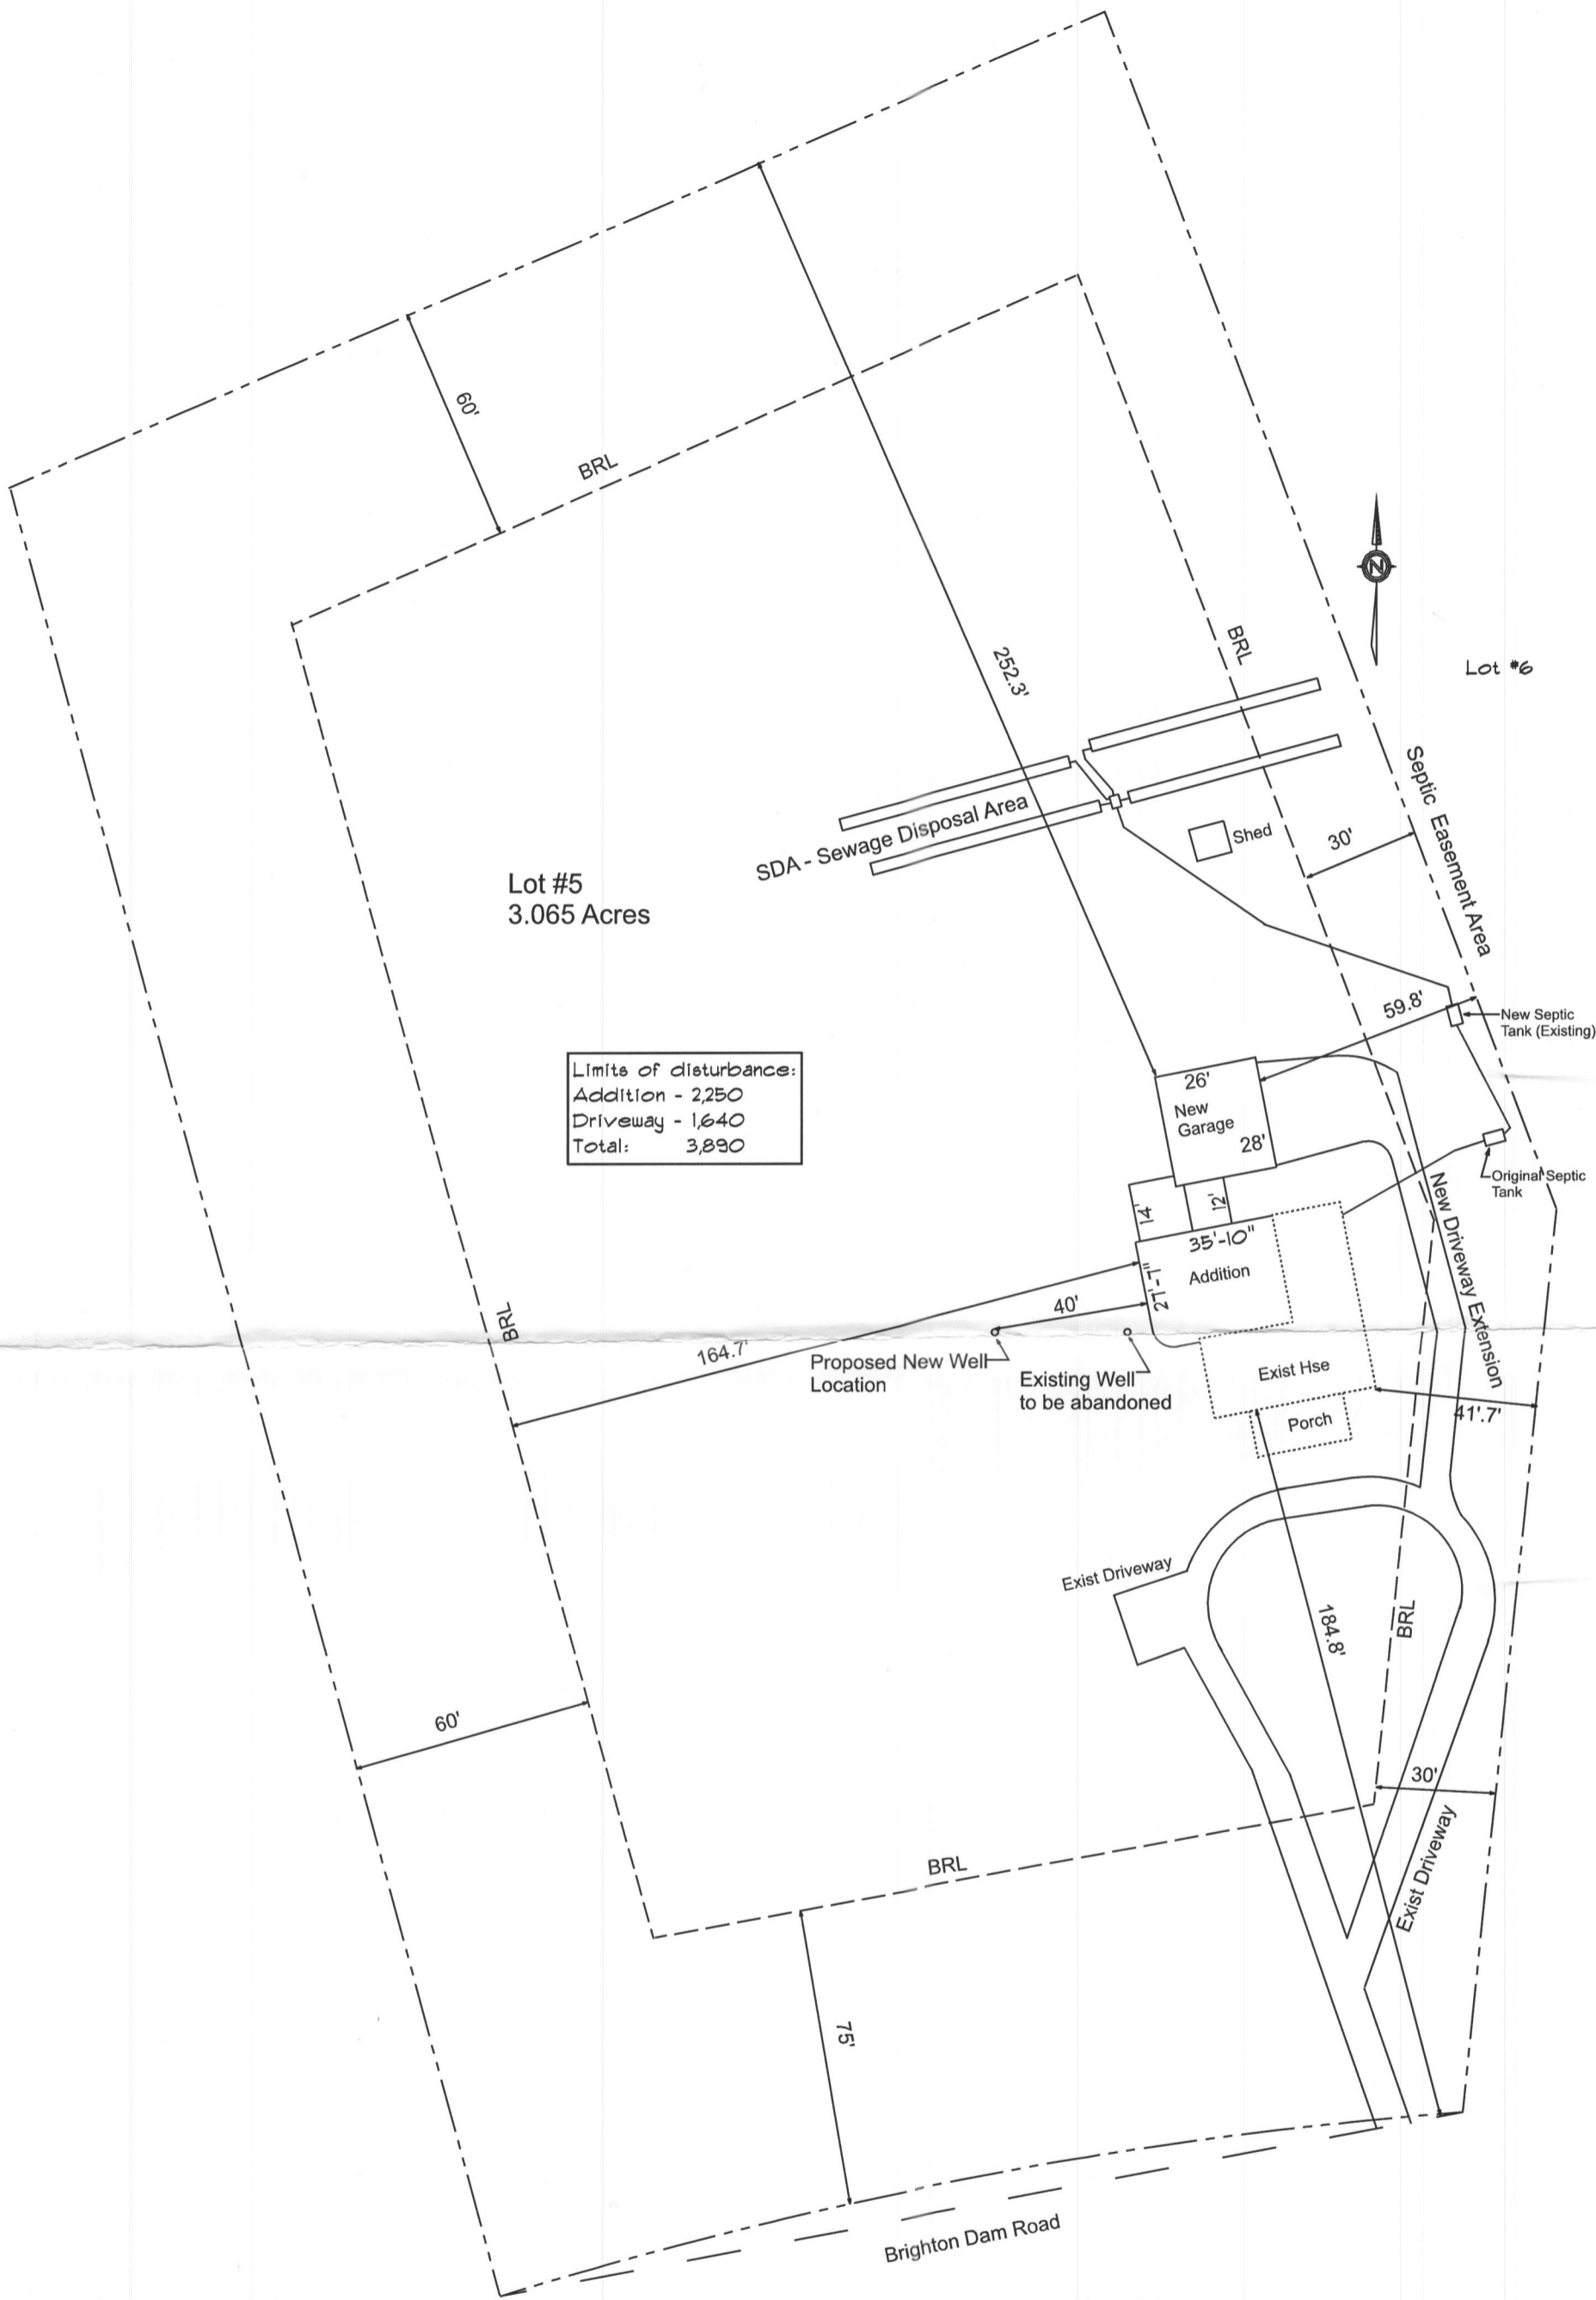 60'
BRL
252.3'
BRL
N
Lot #6
SDA - Sewage Disposal Area
Shed
30'
Septic Easement Area
Lot #5
3.065 Acres
59.8'
New Septic
Tank (Existing)
Limits of disturbance:
Addition - 2,250
Driveway - 1,640
Total: 3,890
26'
New
Garage
28'
Original Septic
Tank
14'
12'
35'-10"
Addition
27'-7"
New Driveway Extension
40'
BRL
164.7'
Proposed New Well
Location
Existing Well
to be abandoned
Exist Hse
Porch
41'.7'
Exist Driveway
184.8'
BRL
60'
30'
Exist Driveway
BRL
75'
Brighton Dam Road